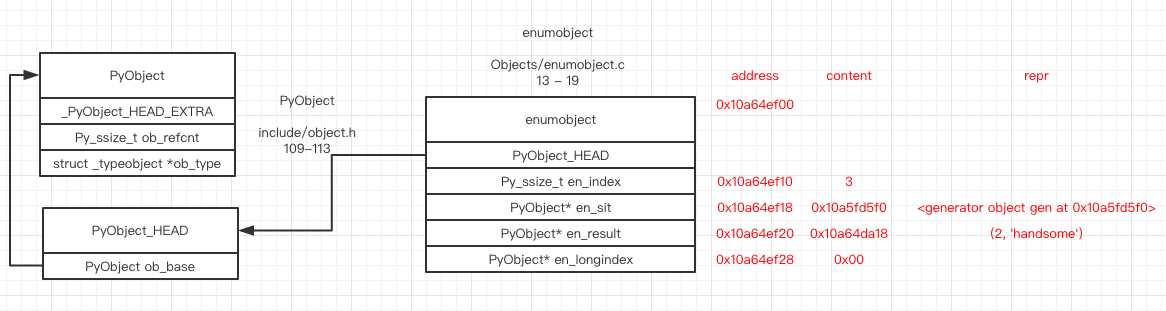 PyObject
_PyObject_HEAD_EXTRA
Py_ssize_t ob_refcnt
struct _typeobject *ob_type
PyObject_HEAD
PyObject ob_base
PyObject
include/object.h
109-113
enumobject
Objects/enumobject.c
13 - 19
enumobject
PyObject_HEAD
Py_ssize_t en_index
PyObject* en_sit
PyObject* en_result
PyObject* en_longindex
address content repr
0x10a64ef00
0x10a64ef10 3
0x10a64ef18 0x10a5fd5f0 <generator object gen at 0x10a5fd5f0>
0x10a64ef20 0x10a64da18 (2, 'handsome')
0x10a64ef28 0x00